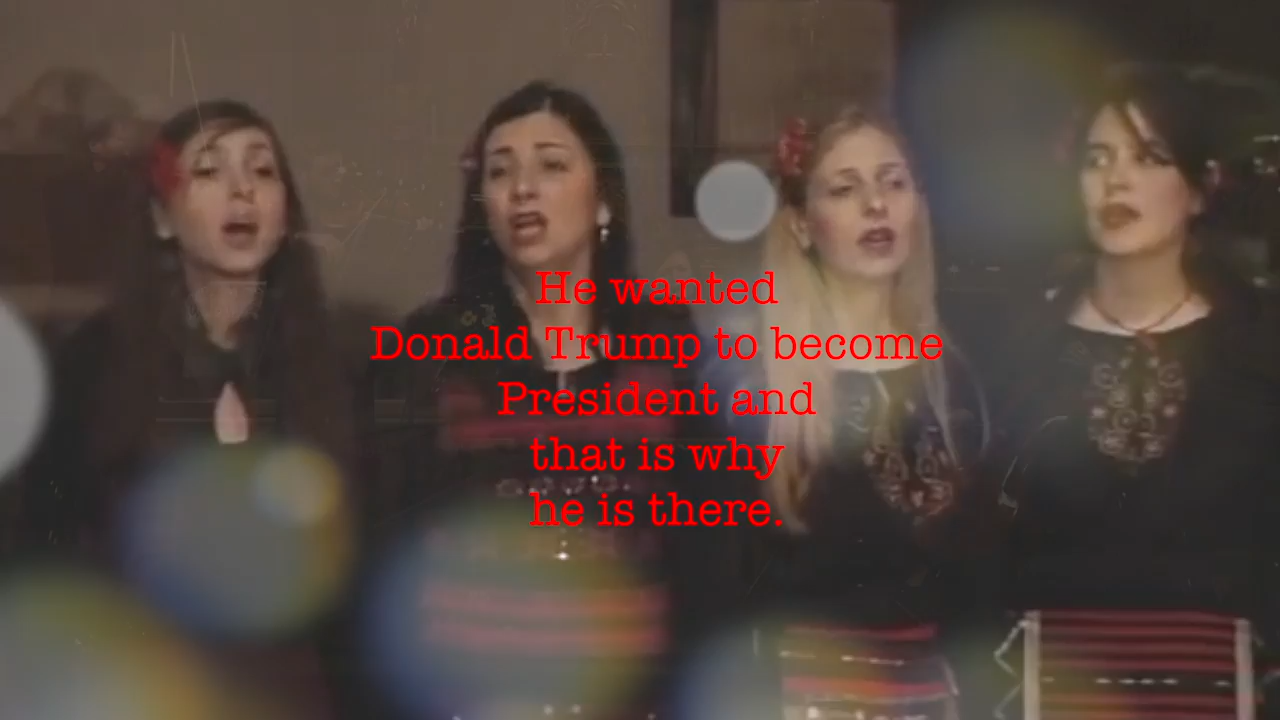 He wanted
Donald Trump to become
President and
that is why
he is there.